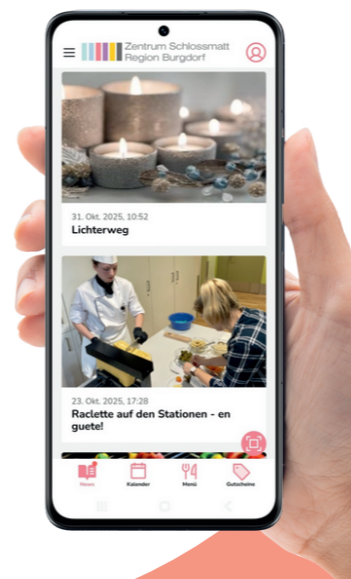 Zentrum Schlossmatt
Region Burgdorf
31. Okt. 2025, 10:52
Lichterweg
23. Okt. 2025, 17:28
Raclette auf den Stationen - en
guete!
News
Kalender
Menü
Gutscheine